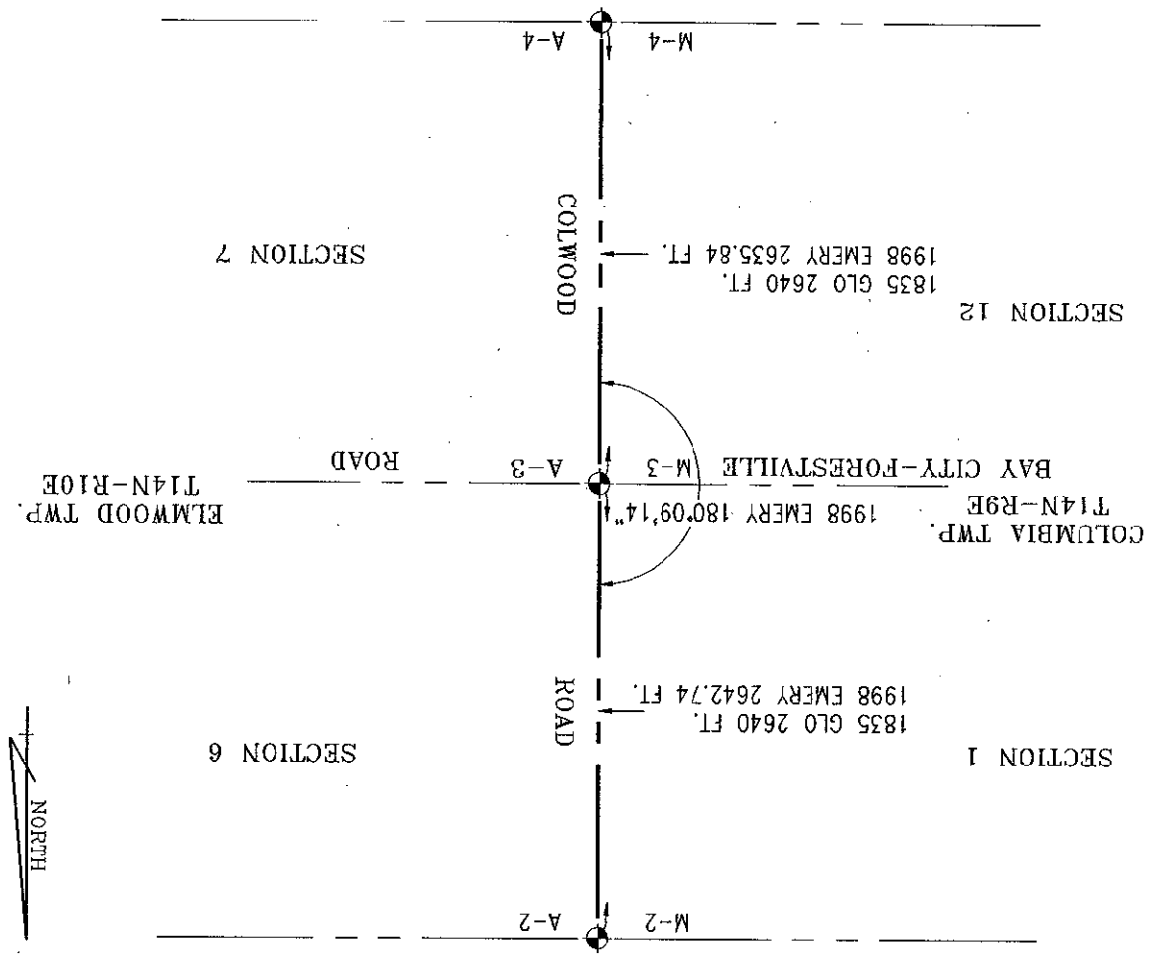 M-2
A-2
NORTH
SECTION 1
SECTION 6
1835 GLO 2640 FT.
1998 EMERY 2642.74 FT.
ROAD
COLUMBIA TWP.
T14N-R9E
1998 EMERY 180°09'14"
ELMWOOD TWP.
T14N-R10E
BAY CITY-FORESTVILLE
M-3
A-3
ROAD
SECTION 12
1835 GLO 2640 FT.
1998 EMERY 2635.84 FT.
COLWOOD
SECTION 7
M-4
A-4